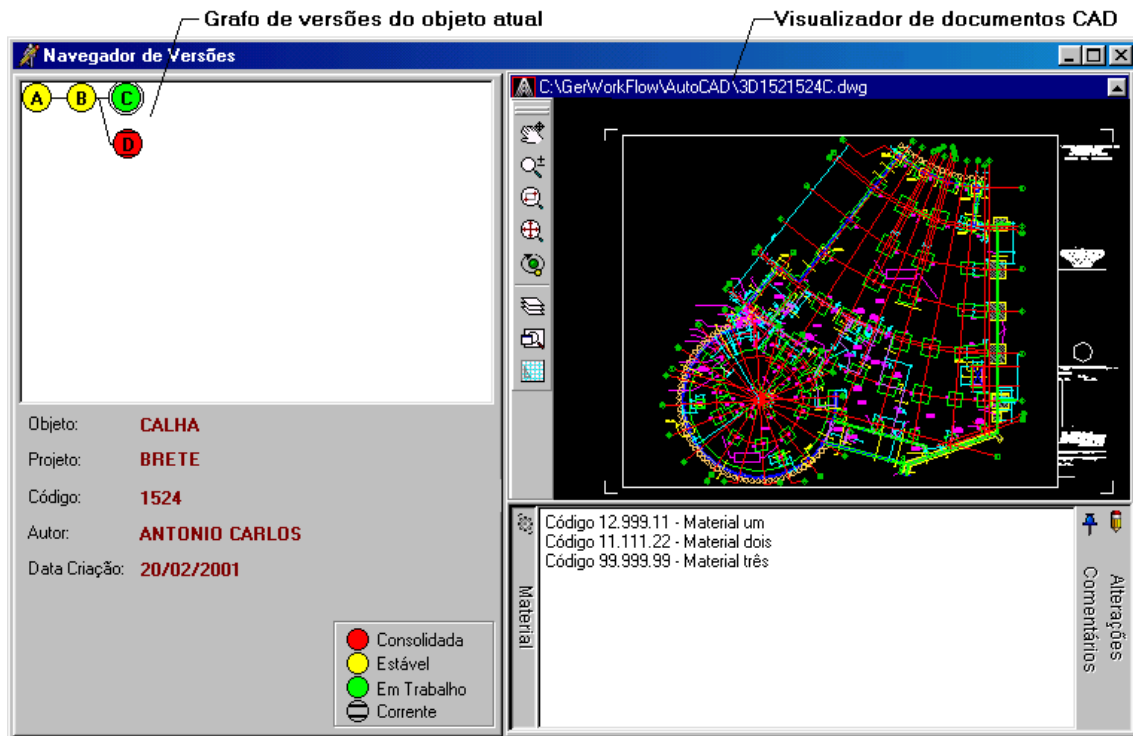 Grafo de versões do objeto atual
Visualizador de documentos CAD
Navegador de Versões
A B C
D
C:\GerWorkFlow\AutoCAD\3D1521524C.dwg
Objeto: CALHA
Projeto: BRETE
Código: 1524
Autor: ANTONIO CARLOS
Data Criação: 20/02/2001
Consolidada
Estável
Em Trabalho
Corrente
Material
Código 12.999.11 - Material um
Código 11.111.22 - Material dois
Código 99.999.99 - Material três
Comentários
Alterações